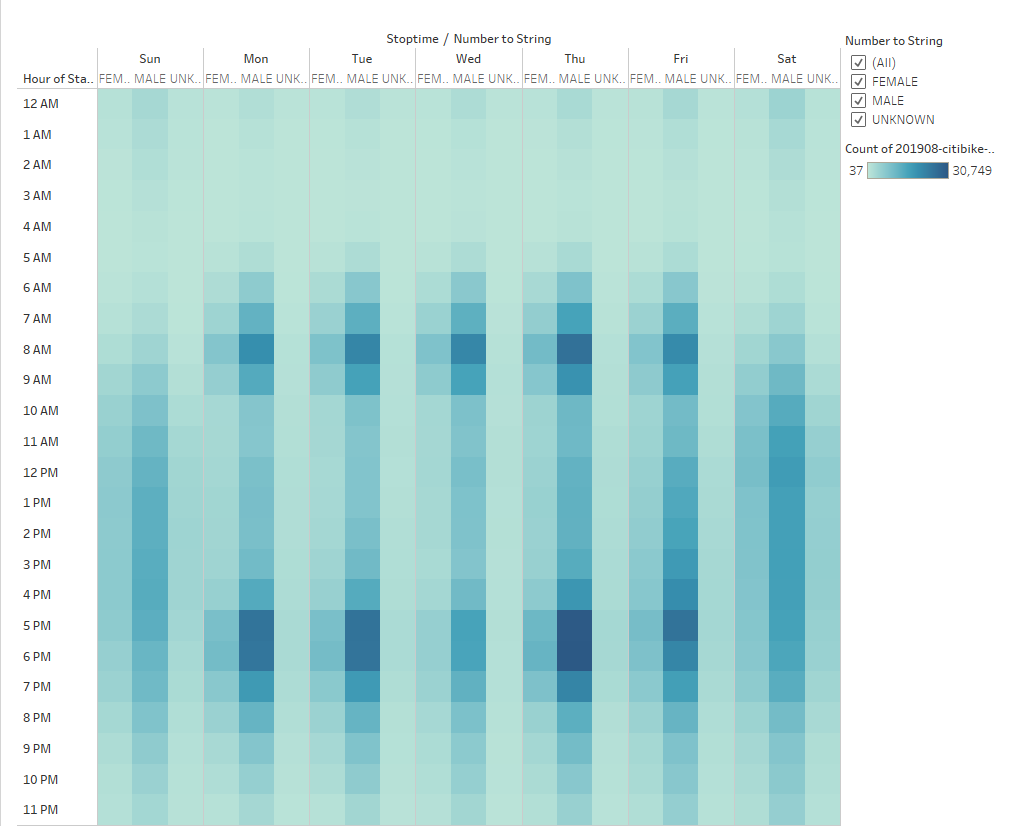 Stoptime / Number to String
Sun Mon Tue Wed Thu Fri Sat
Hour of Sta.. FEM.. MALE UNK.. FEM.. MALE UNK.. FEM.. MALE UNK.. FEM.. MALE UNK.. FEM.. MALE UNK.. FEM.. MALE UNK.. FEM.. MALE UNK..
12 AM
1 AM
2 AM
3 AM
4 AM
5 AM
6 AM
7 AM
8 AM
9 AM
10 AM
11 AM
12 PM
1 PM
2 PM
3 PM
4 PM
5 PM
6 PM
7 PM
8 PM
9 PM
10 PM
11 PM
Number to String
(All)
FEMALE
MALE
UNKNOWN
Count of 201908-citibike-..
37 30,749